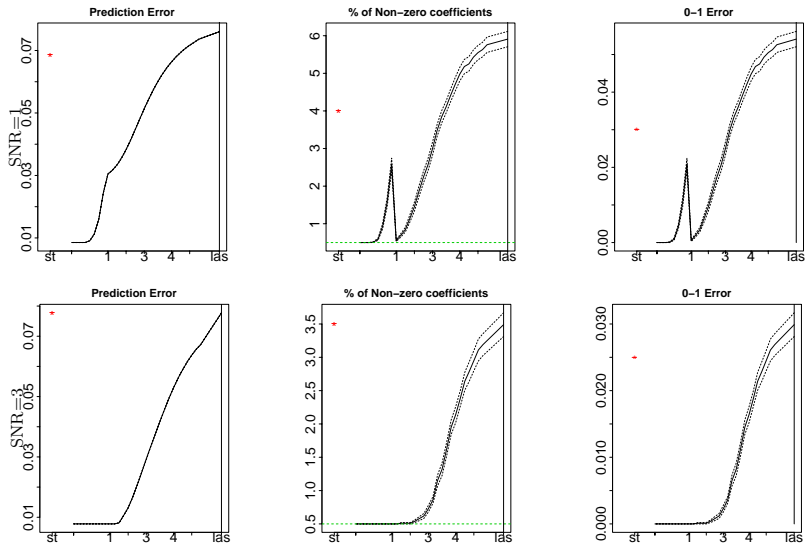 Prediction Error
% of Non−zero coefficients
0−1 Error
SNR=1
0.07
0.05
0.03
0.01
st 1 3 4 las
6
5
4
3
2
1
st 1 3 4 las
0.04
0.02
0.00
st 1 3 4 las
Prediction Error
% of Non−zero coefficients
0−1 Error
SNR=3
0.07
0.05
0.03
0.01
st 1 3 4 las
3.5
3.0
2.5
2.0
1.5
1.0
0.5
st 1 3 4 las
0.030
0.020
0.010
0.000
st 1 3 4 las